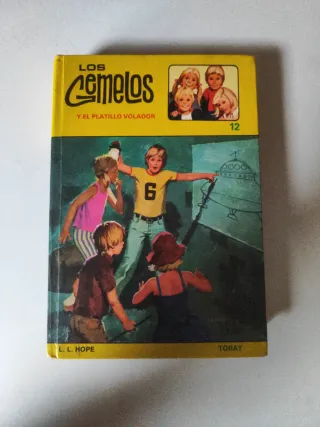 LOS
Gemelos
Y EL PLATILLO VOLADOR
12
6
L. L. HOPE
TORAY